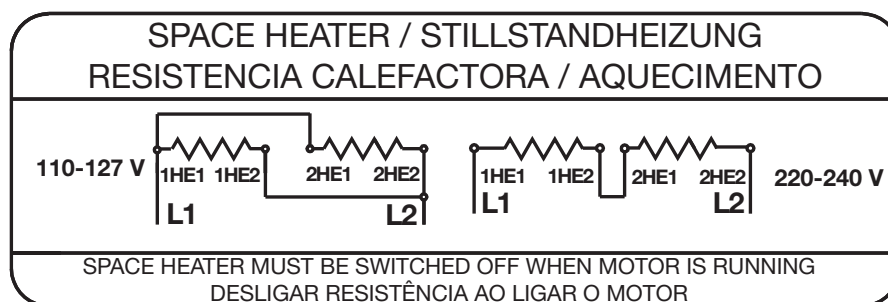 SPACE HEATER / STILLSTANDHEIZUNG
RESISTENCIA CALEFACTORA / AQUECIMENTO
110-127 V
1HE1 1HE2 2HE1 2HE2
L1 L2
1HE1 1HE2 2HE1 2HE2
L1 L2
220-240 V
SPACE HEATER MUST BE SWITCHED OFF WHEN MOTOR IS RUNNING
DESLIGAR RESISTÊNCIA AO LIGAR O MOTOR